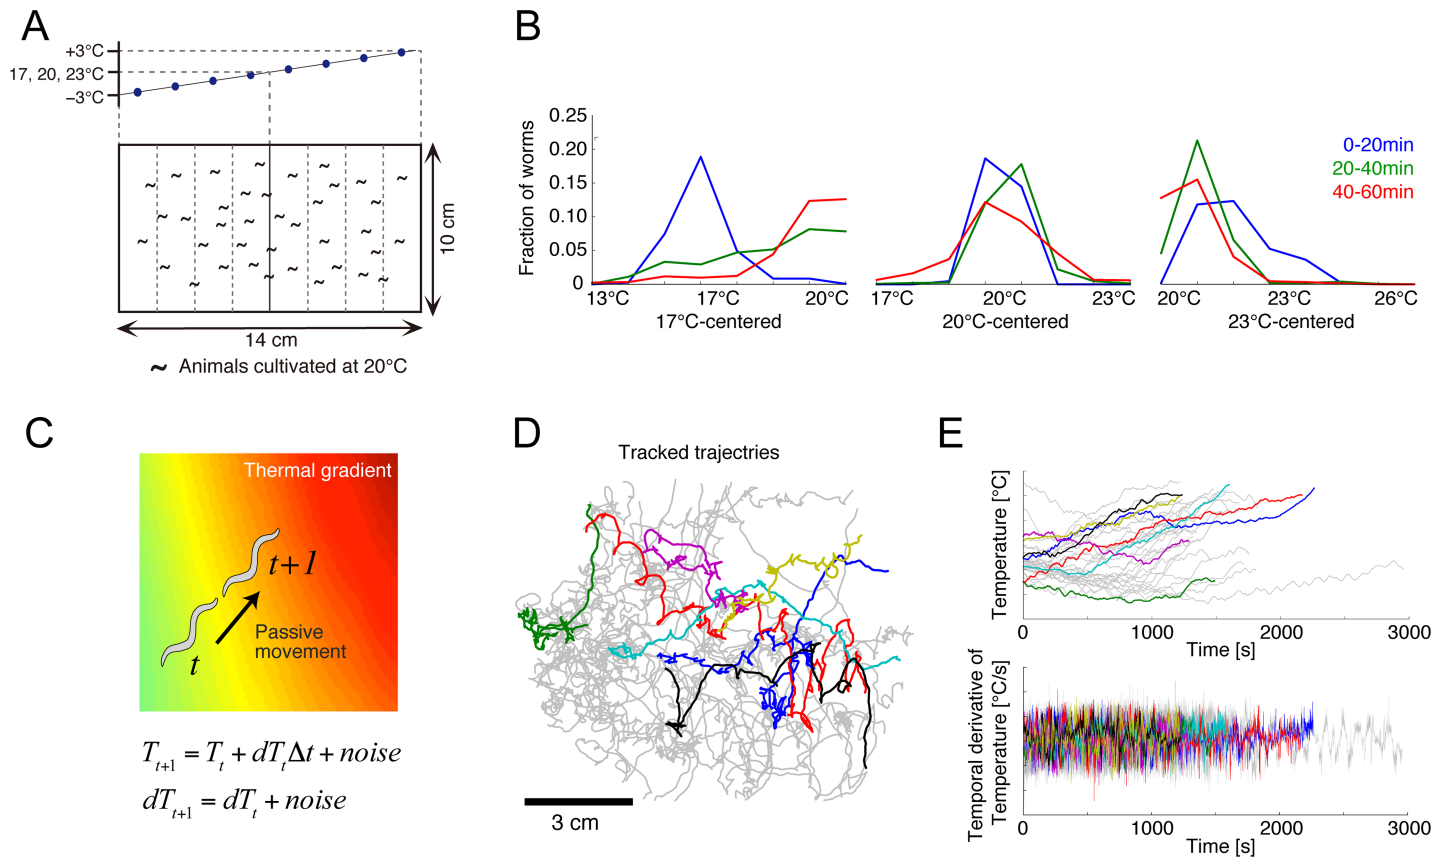 A
+3°C
17, 20, 23°C
−3°C
10 cm
14 cm
~ Animals cultivated at 20°C
B
Fraction of worms
0.25
0.20
0.15
0.10
0.05
0
13°C 17°C 20°C
17°C-centered
17°C 20°C 23°C
20°C-centered
20°C 23°C 26°C
23°C-centered
0-20min
20-40min
40-60min
C
Thermal gradient
t+1
t
Passive
movement
T_{t+1} = T_t + dT_tΔt + noise
dT_{t+1} = dT_t + noise
D
Tracked trajectories
3 cm
E
Temperature [°C]
0 1000 2000 3000
Time [s]
Temporal derivative of
Temperature [°C/s]
0 1000 2000 3000
Time [s]